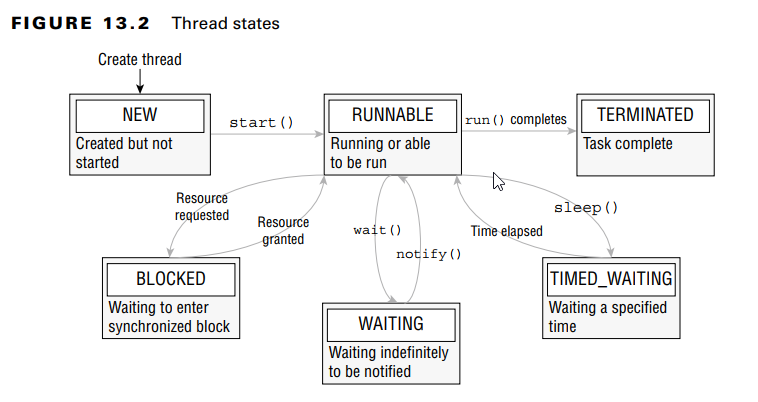 FIGURE 13.2 Thread states
Create thread
NEW
Created but not
started
start()
RUNNABLE
Running or able
to be run
run() completes
TERMINATED
Task complete
Resource
requested
Resource
granted
wait()
notify()
Time elapsed
sleep()
BLOCKED
Waiting to enter
synchronized block
WAITING
Waiting indefinitely
to be notified
TIMED_WAITING
Waiting a specified
time